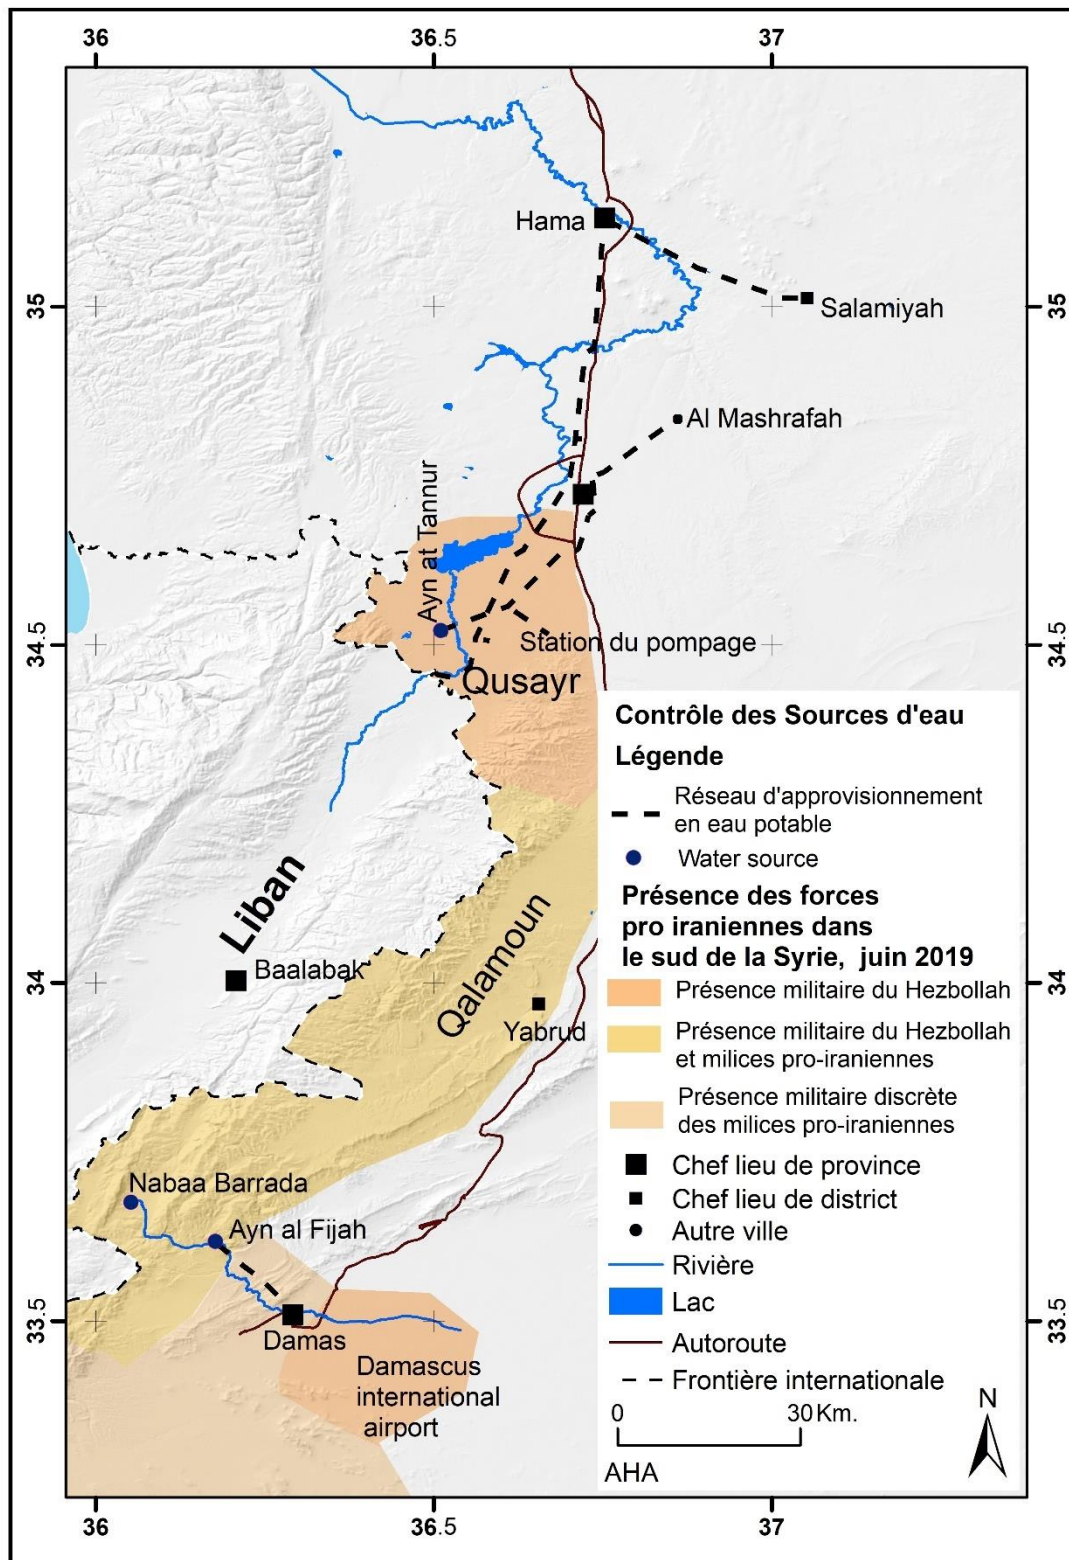 36
36.5
37
Hama
35
35
Salamiyah
Al Mashrafah
Ayn at Tannur
34.5
34.5
Station du pompage
Qusayr
Contrôle des Sources d'eau
Légende
Réseau d'approvisionnement
en eau potable
Water source
Présence des forces
pro iraniennes dans
le sud de la Syrie, juin 2019
Présence militaire du Hezbollah
Présence militaire du Hezbollah
et milices pro-iraniennes
Présence militaire discrète
des milices pro-iraniennes
Chef lieu de province
Chef lieu de district
Autre ville
Rivière
Lac
Autoroute
Frontière internationale
0
30 Km.
N
AHA
Liban
Baalabak
34
34
Qalamoun
Yabrud
Nabaa Barrada
Ayn al Fijah
33.5
33.5
Damas
Damascus
international
airport
36
36.5
37